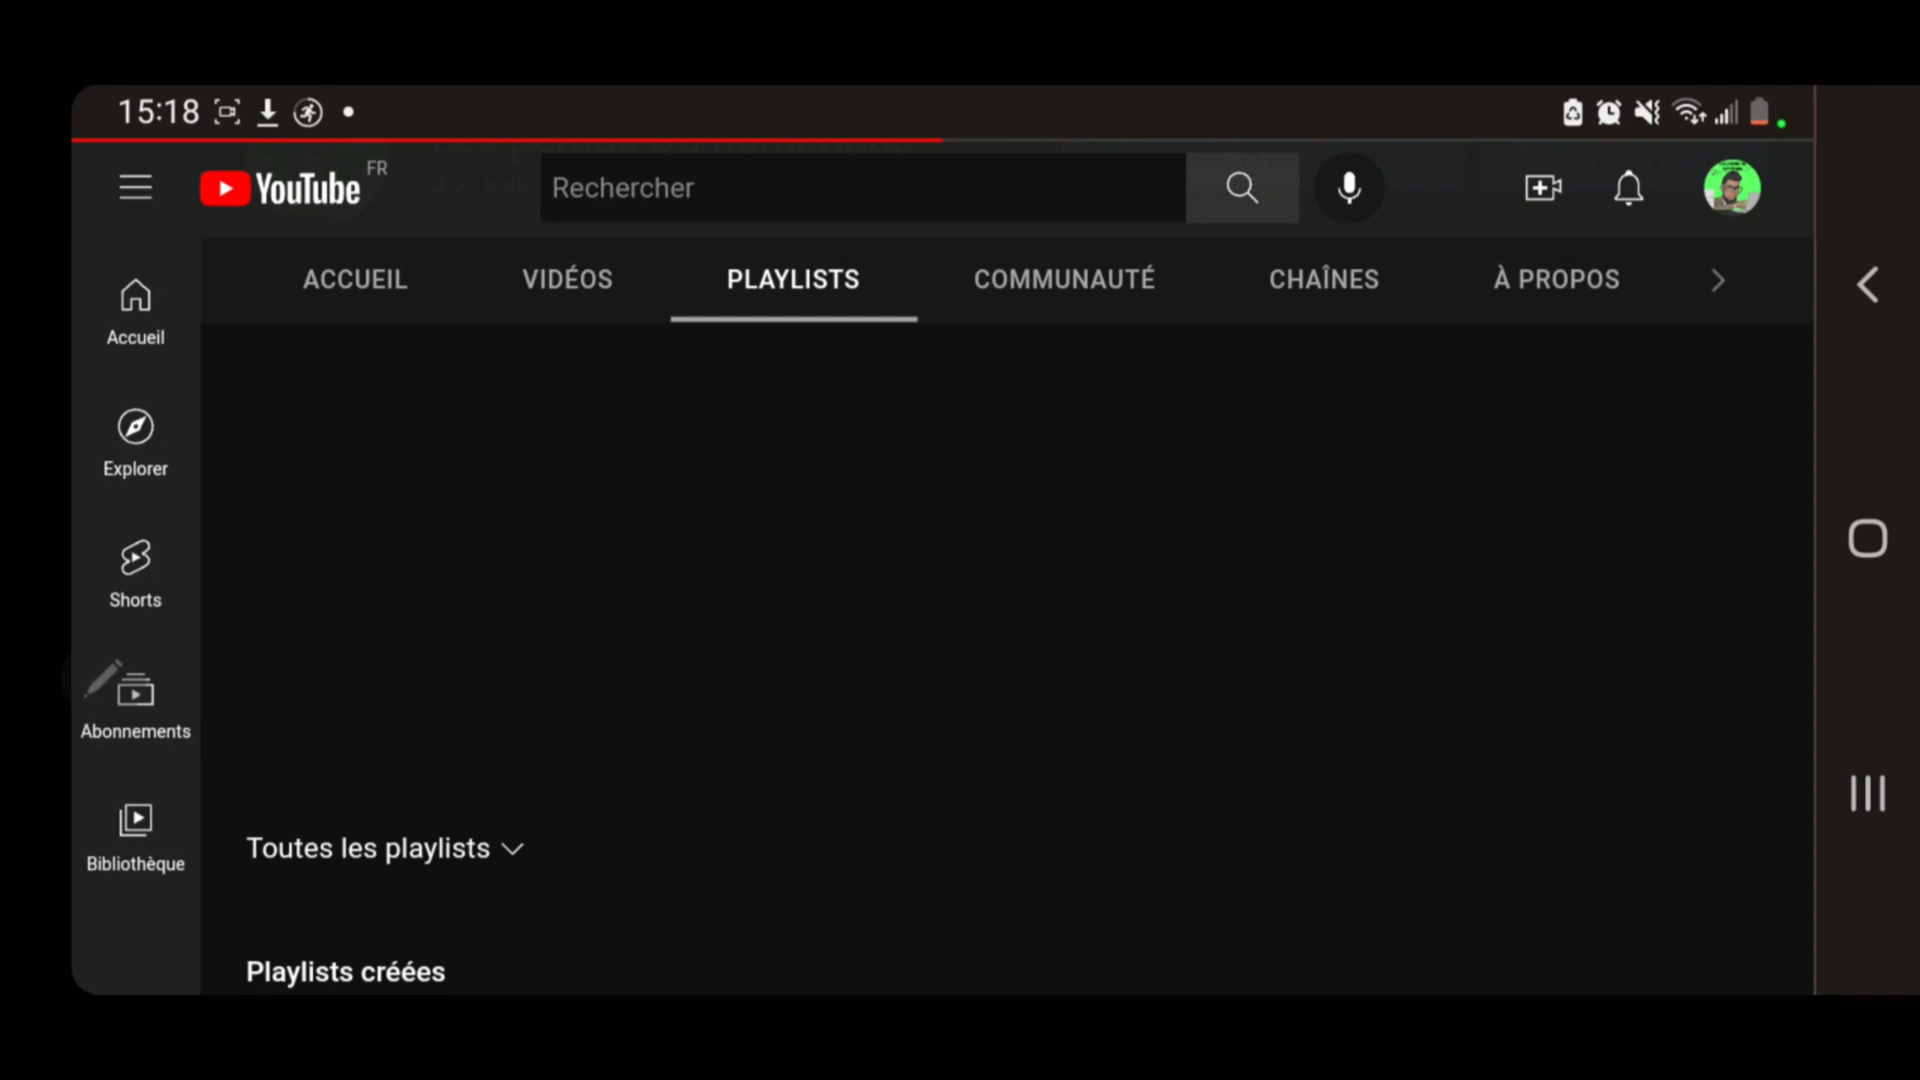 15:18
YouTube FR
Rechercher
ACCUEIL VIDÉOS PLAYLISTS COMMUNAUTÉ CHAÎNES À PROPOS
Accueil
Explorer
Shorts
Abonnements
Bibliothèque
Toutes les playlists
Playlists créées